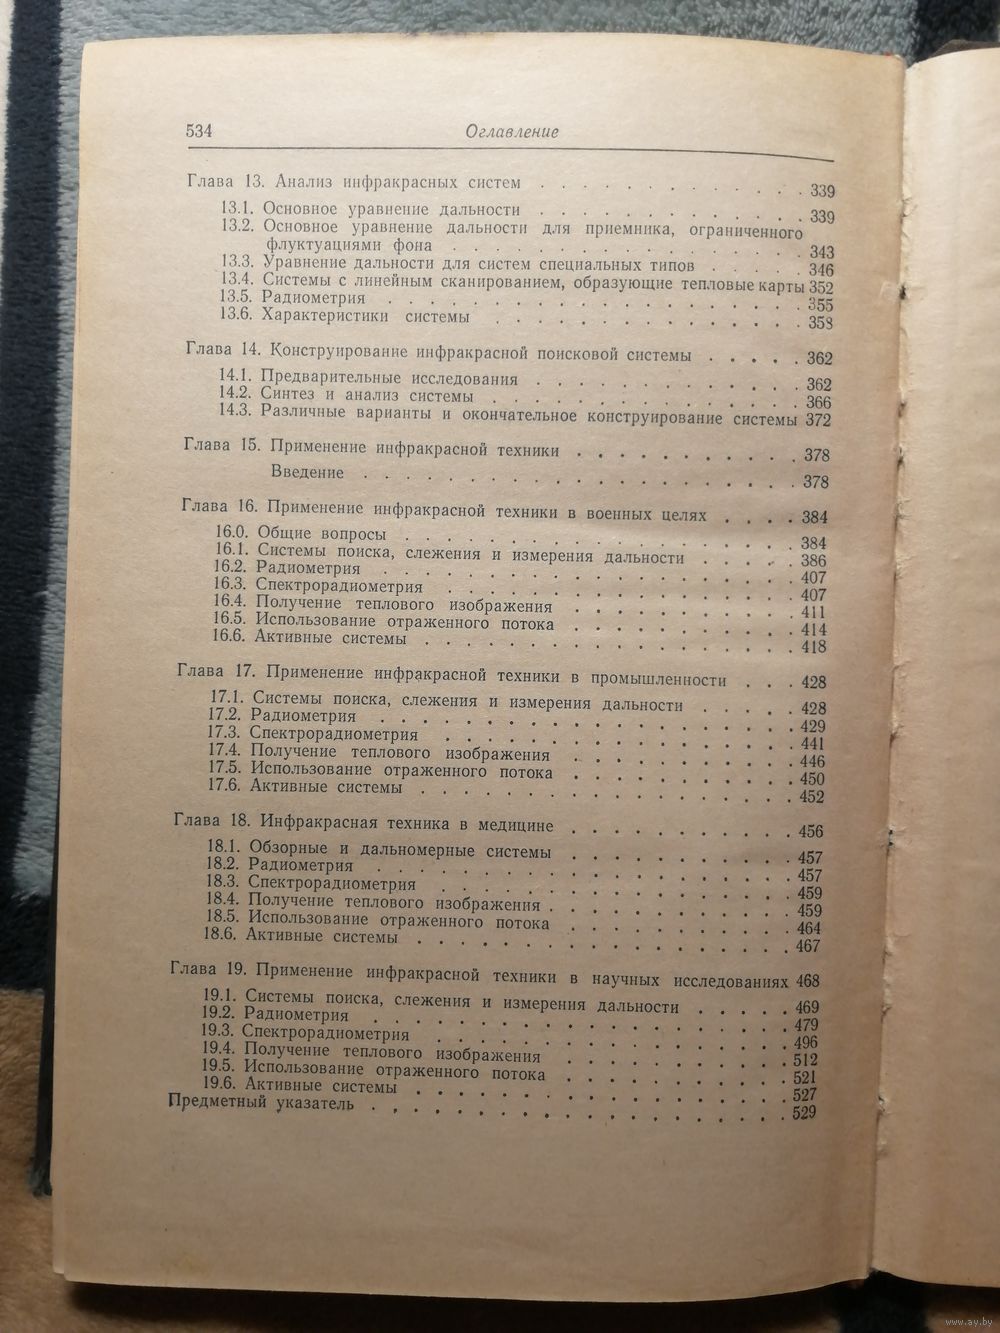 534 Оглавление
Глава 13. Анализ инфракрасных систем . . . . . . . . . . 339
13.1. Основное уравнение дальности . . . . . . . . . . 339
13.2. Основное уравнение дальности для приемника, ограниченного
флуктуациями фона . . . . . . . . . . 343
13.3. Уравнение дальности для систем специальных типов . . . . . 346
13.4. Системы с линейным сканированием, образующие тепловые карты 352
13.5. Радиометрия . . . . . . . . . . 355
13.6. Характеристики системы . . . . . . . . . . 358
Глава 14. Конструирование инфракрасной поисковой системы . . . . . 362
14.1. Предварительные исследования . . . . . . . . . . 362
14.2. Синтез и анализ системы . . . . . . . . . . 366
14.3. Различные варианты и окончательное конструирование системы 372
Глава 15. Применение инфракрасной техники . . . . . . . . . . 378
Введение . . . . . . . . . . 378
Глава 16. Применение инфракрасной техники в военных целях . . . . 384
16.0. Общие вопросы . . . . . . . . . . 384
16.1. Системы поиска, слежения и измерения дальности . . . . . 386
16.2. Радиометрия . . . . . . . . . . 407
16.3. Спектрорадиометрия . . . . . . . . . . 407
16.4. Получение теплового изображения . . . . . . . . . . 411
16.5. Использование отраженного потока . . . . . . . . . . 414
16.6. Активные системы . . . . . . . . . . 418
Глава 17. Применение инфракрасной техники в промышленности . . . 428
17.1. Системы поиска, слежения и измерения дальности . . . . . 428
17.2. Радиометрия . . . . . . . . . . 429
17.3. Спектрорадиометрия . . . . . . . . . . 441
17.4. Получение теплового изображения . . . . . . . . . . 446
17.5. Использование отраженного потока . . . . . . . . . . 450
17.6. Активные системы . . . . . . . . . . 452
Глава 18. Инфракрасная техника в медицине . . . . . . . . . . 456
18.1. Обзорные и дальномерные системы . . . . . . . . . . 457
18.2. Радиометрия . . . . . . . . . . 457
18.3. Спектрорадиометрия . . . . . . . . . . 459
18.4. Получение теплового изображения . . . . . . . . . . 459
18.5. Использование отраженного потока . . . . . . . . . . 464
18.6. Активные системы . . . . . . . . . . 467
Глава 19. Применение инфракрасной техники в научных исследованиях 468
19.1. Системы поиска, слежения и измерения дальности . . . . . 469
19.2. Радиометрия . . . . . . . . . . 479
19.3. Спектрорадиометрия . . . . . . . . . . 496
19.4. Получение теплового изображения . . . . . . . . . . 512
19.5. Использование отраженного потока . . . . . . . . . . 521
19.6. Активные системы . . . . . . . . . . 527
Предметный указатель . . . . . . . . . . 529
www.ay.by